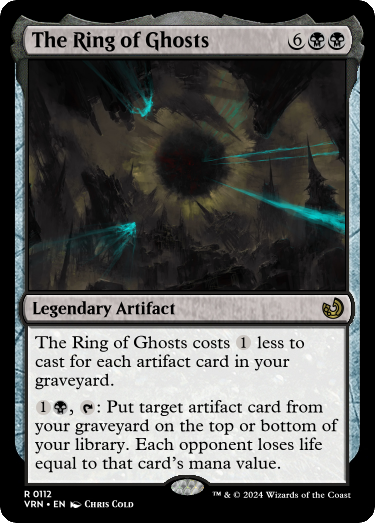 The Ring of Ghosts 6
The Ring of Ghosts costs 1 less to
cast for each artifact card in your
graveyard.
1 , : Put target artifact card from
your graveyard on the top or bottom of
your library. Each opponent loses life
equal to that card's mana value.
Legendary Artifact
R 0112
VRN • EN Chris Cold
™ & © 2024 Wizards of the Coast